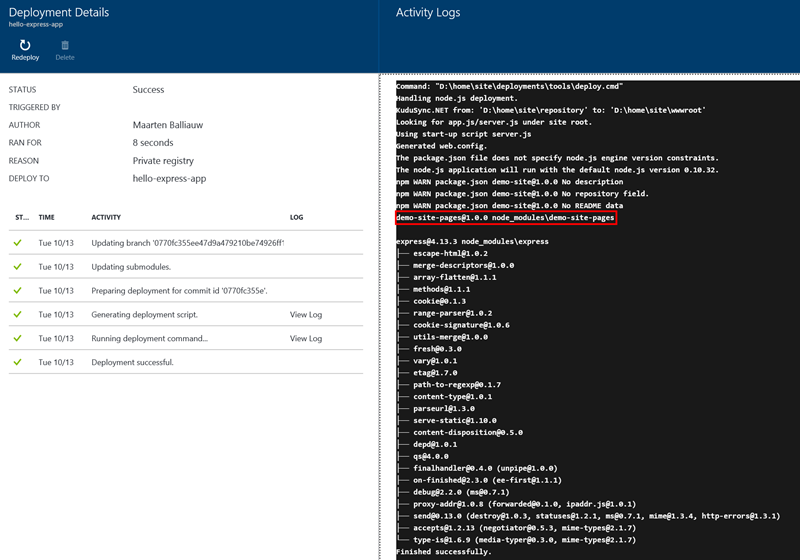 Deployment Details
hello-express-app
Redeploy
Delete
STATUS Success
TRIGGERED BY
AUTHOR Maarten Balliauw
RAN FOR 8 seconds
REASON Private registry
DEPLOY TO hello-express-app
ST... TIME ACTIVITY LOG
Tue 10/13 Updating branch '0770fc355ee47d9a479210be74926ff'
Tue 10/13 Updating submodules.
Tue 10/13 Preparing deployment for commit id '0770fc355e'.
Tue 10/13 Generating deployment script. View Log
Tue 10/13 Running deployment command... View Log
Tue 10/13 Deployment successful.
Activity Logs
Command: "D:\home\site\deployments\tools\deploy.cmd"
Handling node.js deployment.
KuduSync.NET from: 'D:\home\site\repository' to: 'D:\home\site\wwwroot'
Looking for app.js/server.js under site root.
Using start-up script server.js
Generated web.config.
The package.json file does not specify node.js engine version constraints.
The node.js application will run with the default node.js version 0.10.32.
npm WARN package.json demo-site@1.0.0 No description
npm WARN package.json demo-site@1.0.0 No repository field.
npm WARN package.json demo-site@1.0.0 No README data
demo-site-pages@1.0.0 node_modules\demo-site-pages
express@4.13.3 node_modules\express
├── escape-html@1.0.2
├── merge-descriptors@1.0.0
├── array-flatten@1.1.1
├── methods@1.1.1
├── cookie@0.1.3
├── range-parser@1.0.2
├── cookie-signature@1.0.6
├── utils-merge@1.0.0
├── fresh@0.3.0
├── vary@1.0.1
├── etag@1.7.0
├── path-to-regexp@0.1.7
├── content-type@1.0.1
├── parseurl@1.3.0
├── serve-static@1.10.0
├── content-disposition@0.5.0
├── depd@1.0.1
├── qs@4.0.0
├── finalhandler@0.4.0 (unpipe@1.0.0)
├── on-finished@2.3.0 (ee-first@1.1.1)
├── debug@2.2.0 (ms@0.7.1)
├── proxy-addr@1.0.8 (forwarded@0.1.0, ipaddr.js@1.0.1)
├── send@0.13.0 (destroy@1.0.3, statuses@1.2.1, ms@0.7.1, mime@1.3.4, http-errors@1.3.1)
├── accepts@1.2.13 (negotiator@0.5.3, mime-types@2.1.7)
└── type-is@1.6.9 (media-typer@0.3.0, mime-types@2.1.7)
Finished successfully.